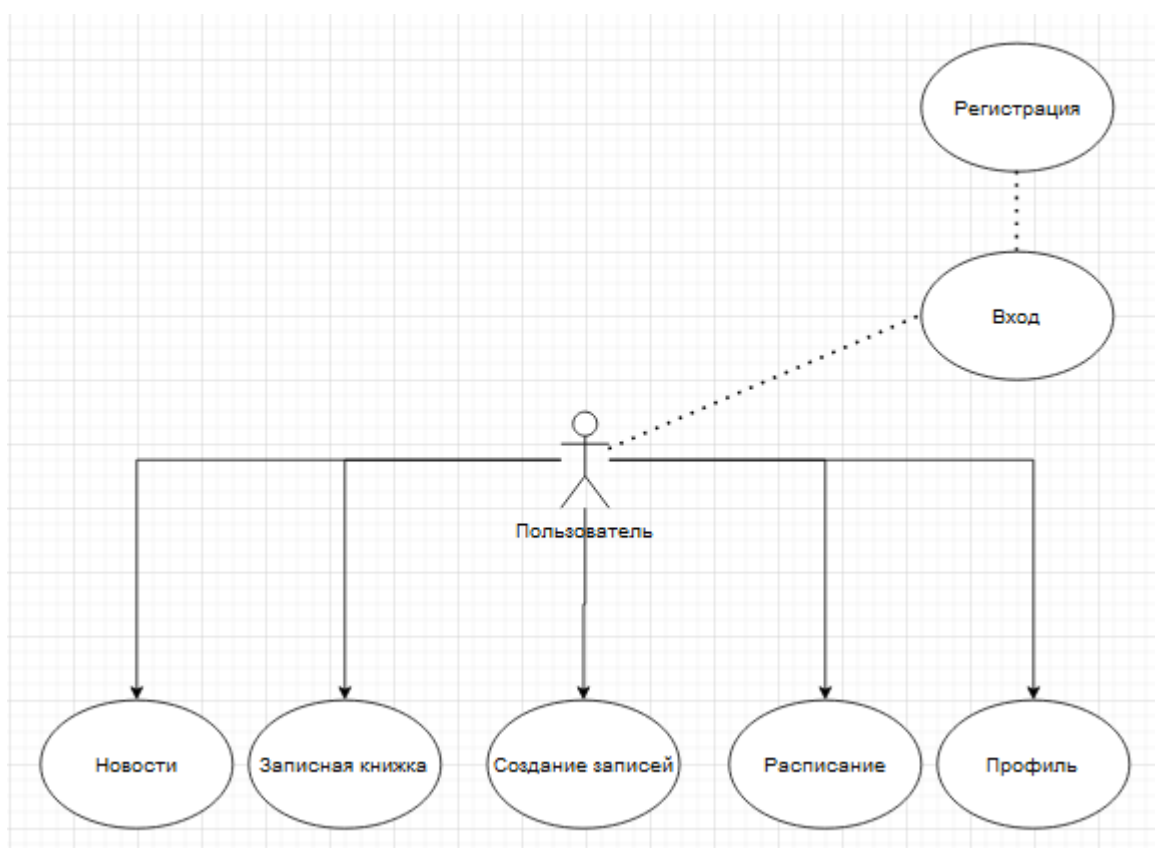 Регистрация
Вход
Пользователь
Новости
Записная книжка
Создание записей
Расписание
Профиль